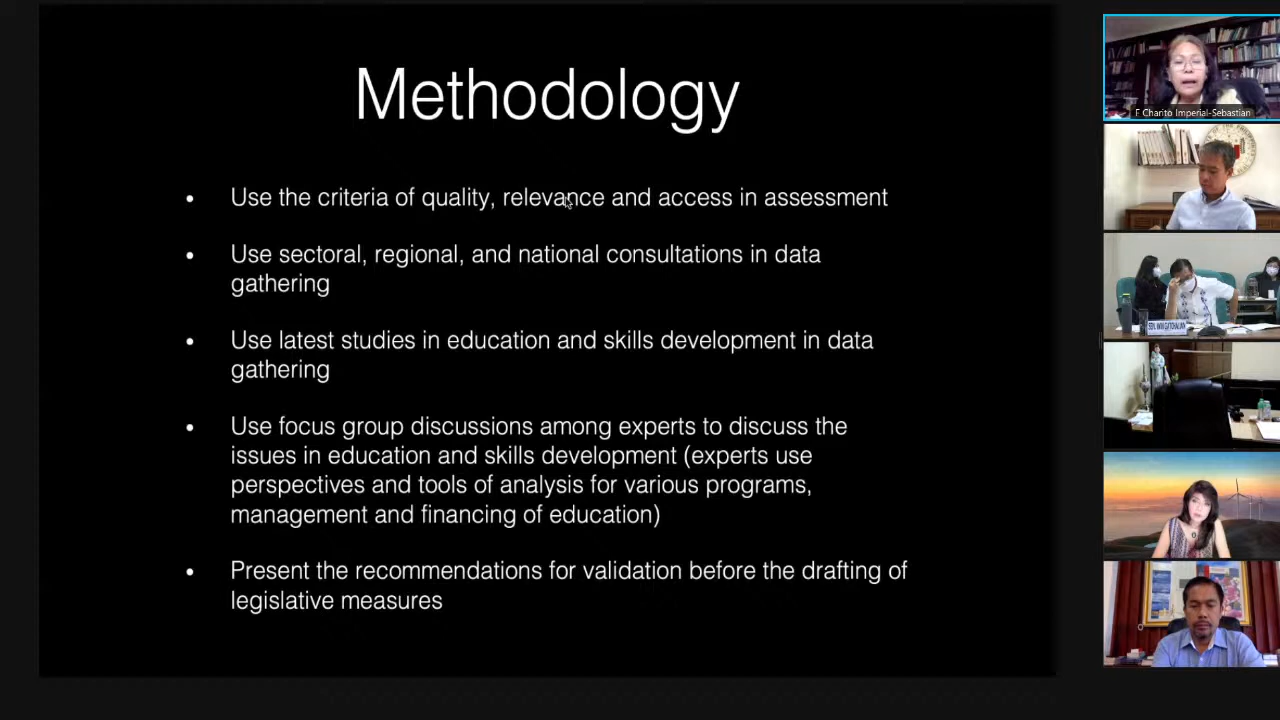 Methodology
• Use the criteria of quality, relevance and access in assessment
• Use sectoral, regional, and national consultations in data
gathering
• Use latest studies in education and skills development in data
gathering
• Use focus group discussions among experts to discuss the
issues in education and skills development (experts use
perspectives and tools of analysis for various programs,
management and financing of education)
• Present the recommendations for validation before the drafting of
legislative measures
F Charito Imperial-Sebastian
SEN. WIN GATCHALIAN